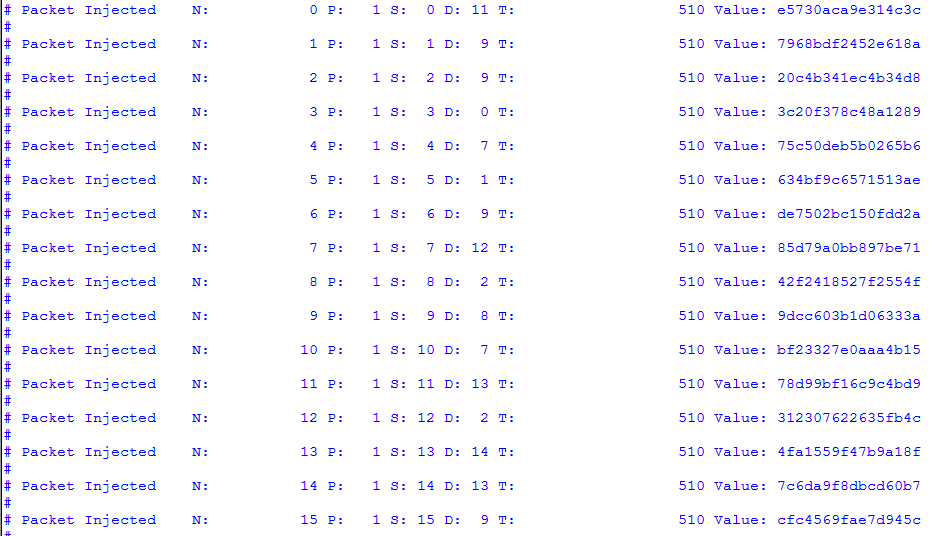 # Packet Injected    N:          0 P:   1 S:  0 D: 11 T:                  510 Value: e5730aca9e314c3c
#
# Packet Injected    N:          1 P:   1 S:  1 D:  9 T:                  510 Value: 7968bdf2452e618a
#
# Packet Injected    N:          2 P:   1 S:  2 D:  9 T:                  510 Value: 20c4b341ec4b34d8
#
# Packet Injected    N:          3 P:   1 S:  3 D:  0 T:                  510 Value: 3c20f378c48a1289
#
# Packet Injected    N:          4 P:   1 S:  4 D:  7 T:                  510 Value: 75c50deb5b0265b6
#
# Packet Injected    N:          5 P:   1 S:  5 D:  1 T:                  510 Value: 634bf9c6571513ae
#
# Packet Injected    N:          6 P:   1 S:  6 D:  9 T:                  510 Value: de7502bc150fdd2a
#
# Packet Injected    N:          7 P:   1 S:  7 D: 12 T:                  510 Value: 85d79a0bb897be71
#
# Packet Injected    N:          8 P:   1 S:  8 D:  2 T:                  510 Value: 42f2418527f2554f
#
# Packet Injected    N:          9 P:   1 S:  9 D:  8 T:                  510 Value: 9dcc603b1d06333a
#
# Packet Injected    N:         10 P:   1 S: 10 D:  7 T:                  510 Value: bf23327e0aaa4b15
#
# Packet Injected    N:         11 P:   1 S: 11 D: 13 T:                  510 Value: 78d99bf16c9c4bd9
#
# Packet Injected    N:         12 P:   1 S: 12 D:  2 T:                  510 Value: 312307622635fb4c
#
# Packet Injected    N:         13 P:   1 S: 13 D: 14 T:                  510 Value: 4fa1559f47b9a18f
#
# Packet Injected    N:         14 P:   1 S: 14 D: 13 T:                  510 Value: 7c6da9f8dbcd60b7
#
# Packet Injected    N:         15 P:   1 S: 15 D:  9 T:                  510 Value: cfc4569fae7d945c
#